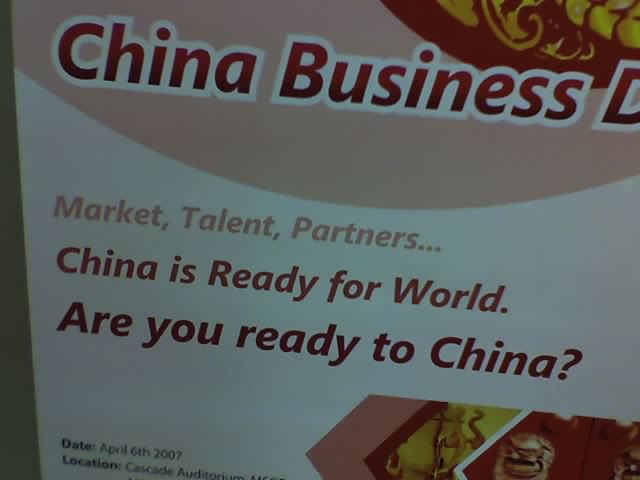 China Business D
Market, Talent, Partners...
China is Ready for World.
Are you ready to China?
Date: April 6th 2007
Location: Cascade Auditorium,